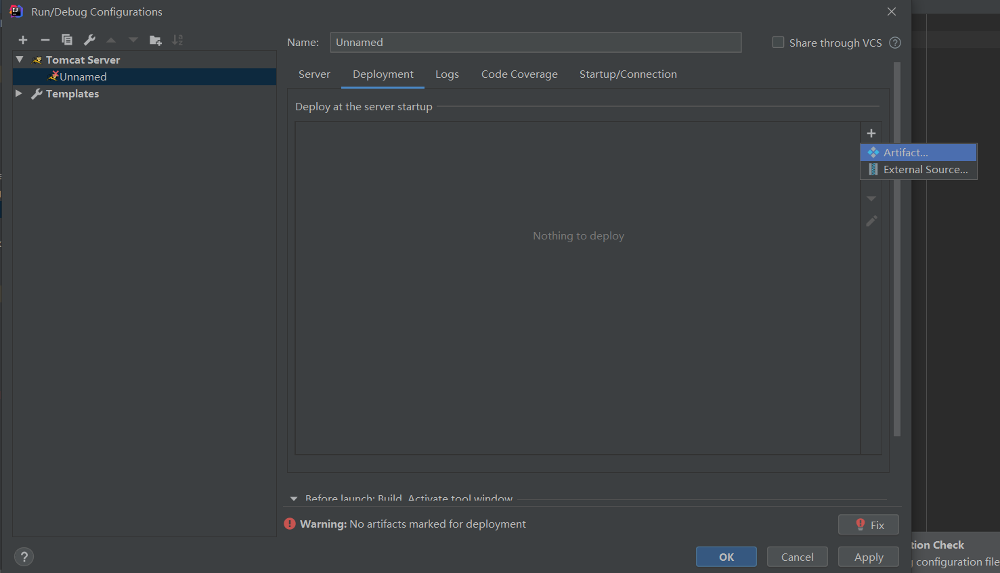 Run/Debug Configurations
Name: Unnamed
Share through VCS
Tomcat Server
Unnamed
Templates
Server Deployment Logs Code Coverage Startup/Connection
Deploy at the server startup
Artifact...
External Source...
Nothing to deploy
Before launch: Build, Activate tool window
Warning: No artifacts marked for deployment
Fix
OK Cancel Apply
tion Check
configuration file